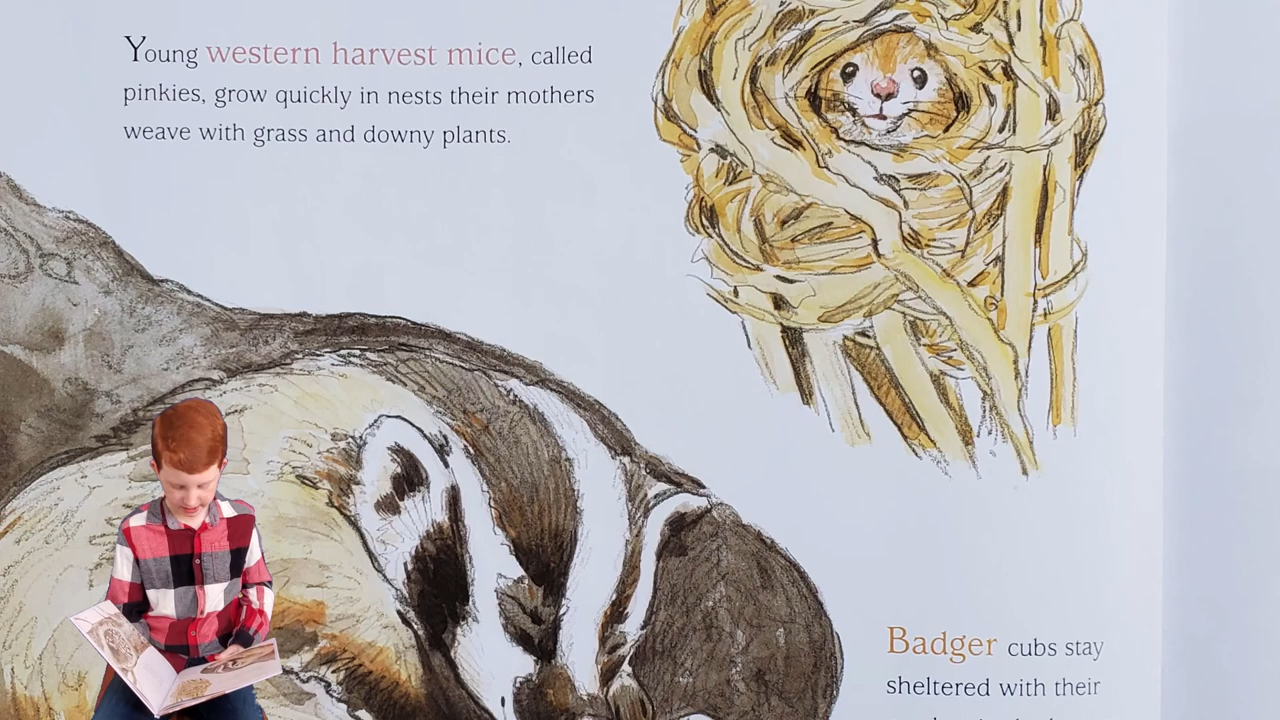 Young western harvest mice, called
pinkies, grow quickly in nests their mothers
weave with grass and downy plants.
Badger cubs stay
sheltered with their